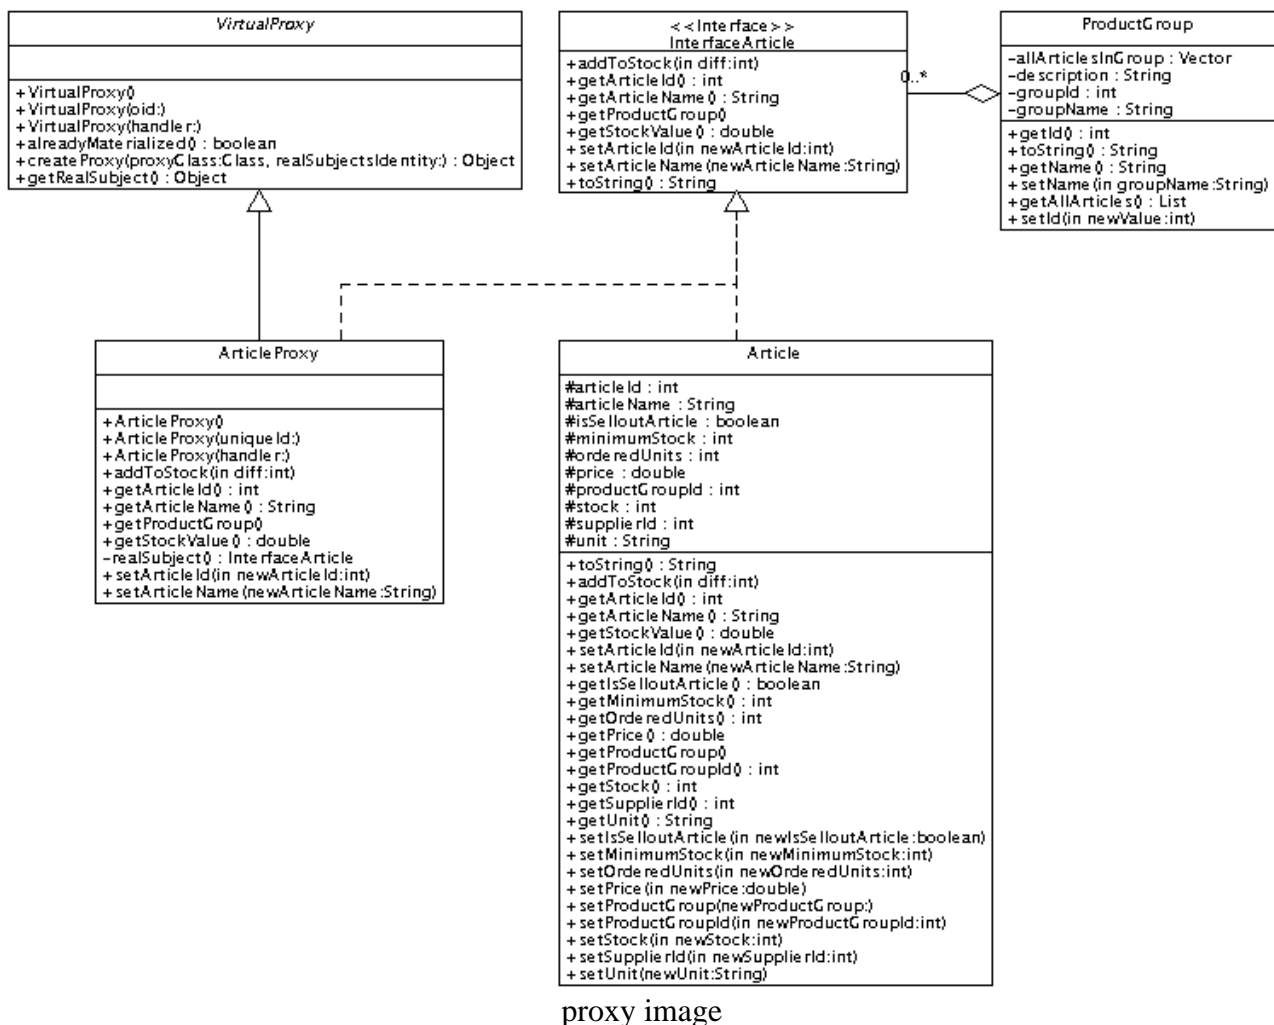 VirtualProxy
+VirtualProxy()
+VirtualProxy(oid:)
+VirtualProxy(handler:)
+alreadyMaterialized() : boolean
+createProxy(proxyClass:Class, realSubjectsIdentity:) : Object
+getRealSubject() : Object
<<Interface>>
InterfaceArticle
+addToStock(in diff:int)
+getArticleId() : int
+getArticleName() : String
+getProductGroup()
+getStockValue() : double
+setArticleId(in newArticleId:int)
+setArticleName(newArticleName:String)
+toString() : String
0..*
ProductGroup
-allArticlesInGroup : Vector
-description : String
-groupId : int
-groupName : String
+getId() : int
+toString() : String
+getName() : String
+setName(in groupName:String)
+getAllArticles() : List
+setId(in newValue:int)
ArticleProxy
+ArticleProxy()
+ArticleProxy(uniqueId:)
+ArticleProxy(handler:)
+addToStock(in diff:int)
+getArticleId() : int
+getArticleName() : String
+getProductGroup()
+getStockValue() : double
-realSubject() : InterfaceArticle
+setArticleId(in newArticleId:int)
+setArticleName(newArticleName:String)
Article
#articleId : int
#articleName : String
#isSelloutArticle : boolean
#minimumStock : int
#orderedUnits : int
#price : double
#productGroupId : int
#stock : int
#supplierId : int
#unit : String
+toString() : String
+addToStock(in diff:int)
+getArticleId() : int
+getArticleName() : String
+getStockValue() : double
+setArticleId(in newArticleId:int)
+setArticleName(newArticleName:String)
+getIsSelloutArticle() : boolean
+getMinimumStock() : int
+getOrderedUnits() : int
+getPrice() : double
+getProductGroup()
+getProductGroupId() : int
+getStock() : int
+getSupplierId() : int
+getUnit() : String
+setIsSelloutArticle(in newIsSelloutArticle:boolean)
+setMinimumStock(in newMinimumStock:int)
+setOrderedUnits(in newOrderedUnits:int)
+setPrice(in newPrice:double)
+setProductGroup(newProductGroup:)
+setProductGroupId(in newProductGroupId:int)
+setStock(in newStock:int)
+setSupplierId(in newSupplierId:int)
+setUnit(newUnit:String)
proxy image